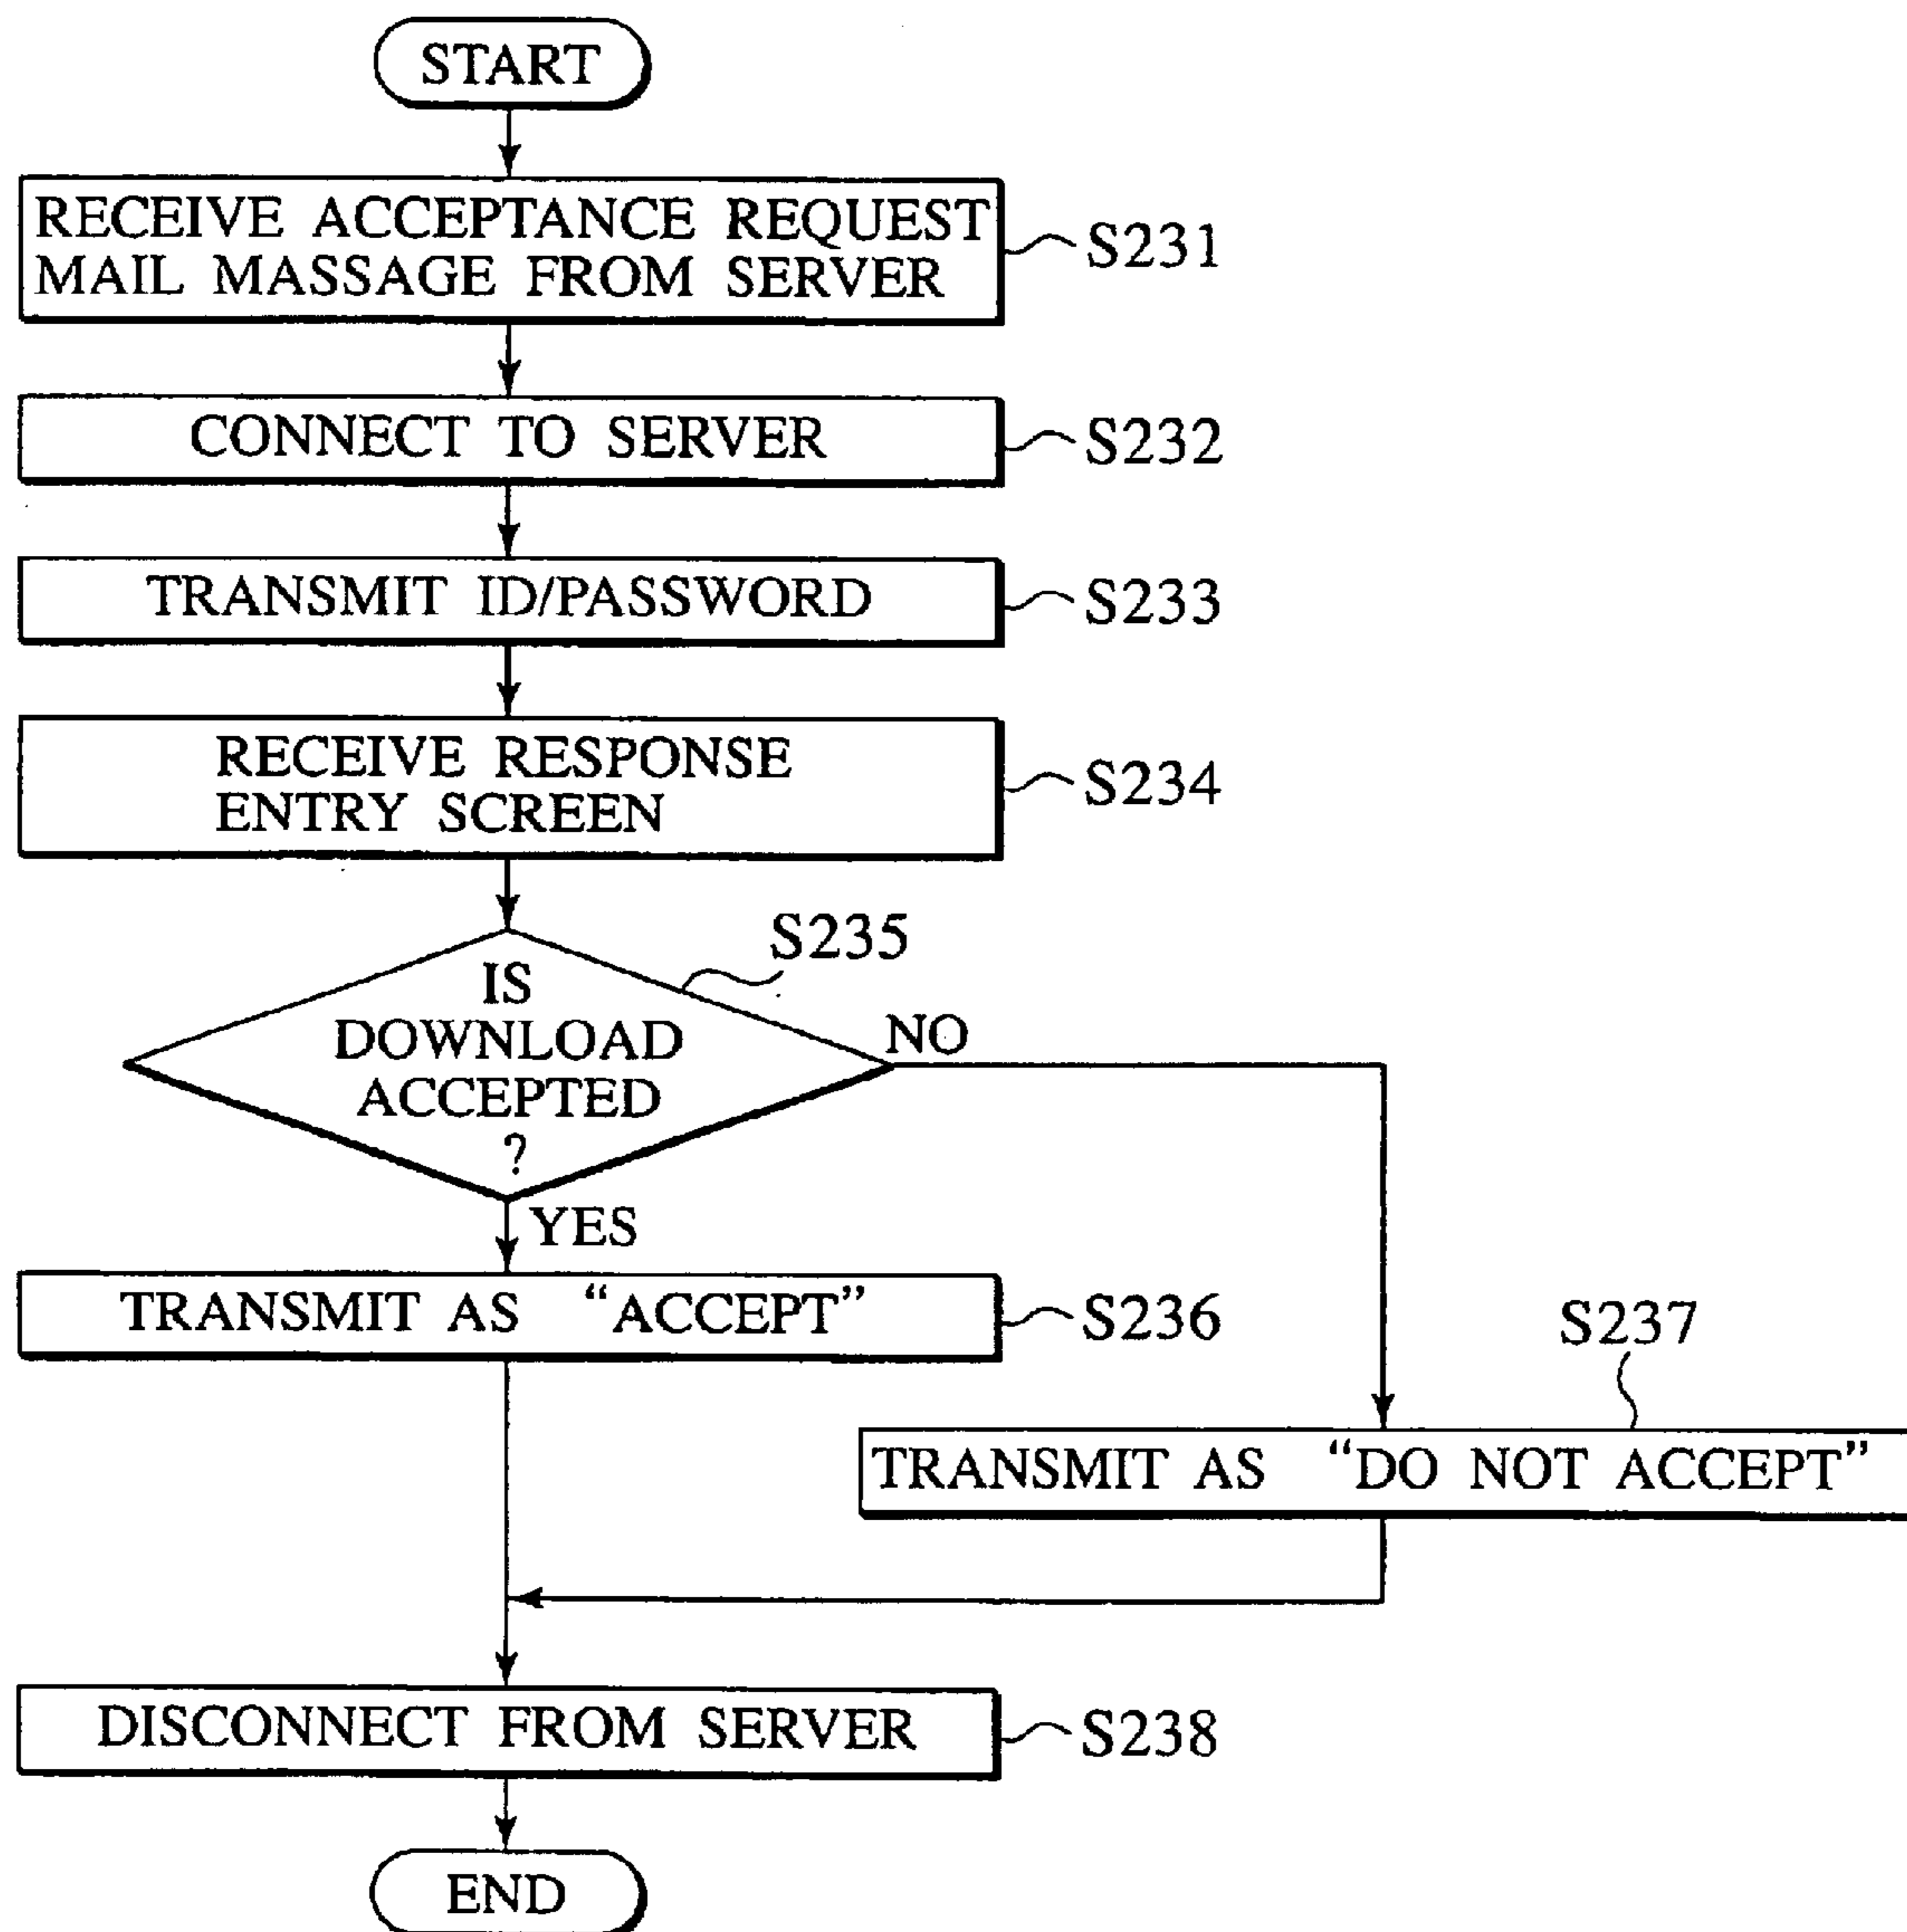 START
RECEIVE ACCEPTANCE REQUEST
MAIL MASSAGE FROM SERVER
S231
CONNECT TO SERVER
S232
TRANSMIT ID/PASSWORD
S233
RECEIVE RESPONSE
ENTRY SCREEN
S234
S235
IS
DOWNLOAD
ACCEPTED
?
NO
YES
TRANSMIT AS “ACCEPT”
S236
S237
TRANSMIT AS “DO NOT ACCEPT”
DISCONNECT FROM SERVER
S238
END